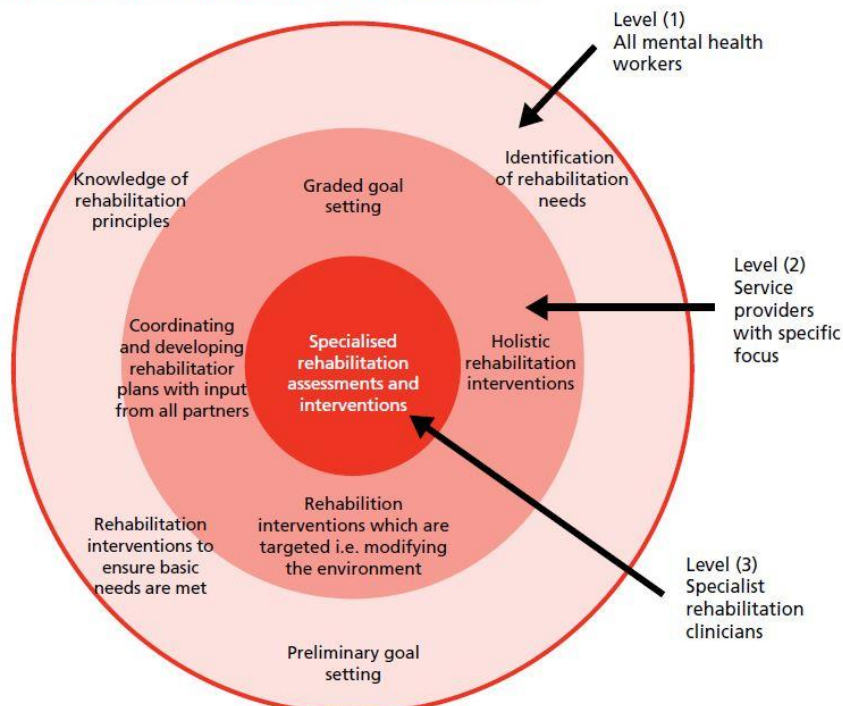 Level (1)
All mental health
workers
Knowledge of
rehabilitation
principles
Graded goal
setting
Identification
of rehabilitation
needs
Level (2)
Service
providers
with specific
focus
Coordinating
and developing
rehabilitatior
plans with input
from all partners
Specialised
rehabilitation
assessments and
interventions
Holistic
rehabilitation
interventions
Rehabilitation
interventions to
ensure basic
needs are met
Rehabilition
interventions which are
targeted i.e. modifying
the environment
Level (3)
Specialist
rehabilitation
clinicians
Preliminary goal
setting